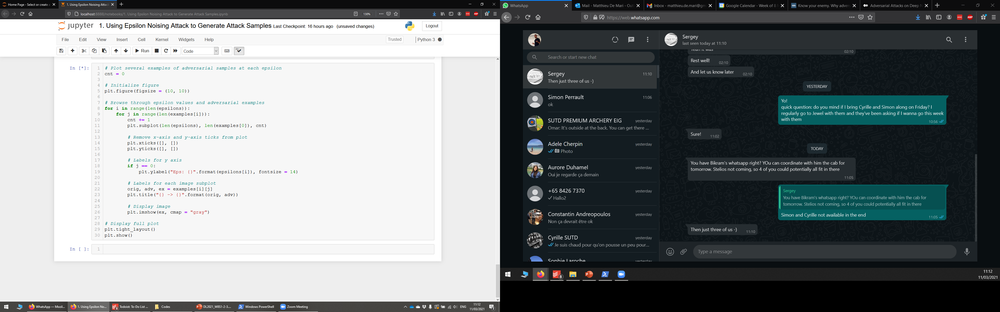 Home Page - Select or create a
1. Using Epsilon Noising Attack
localhost:8888/notebooks/1. Using Epsilon Noising Attack to Generate Attack Samples.ipynb
130%
jupyter 1. Using Epsilon Noising Attack to Generate Attack Samples Last Checkpoint: 16 hours ago (unsaved changes)
Logout
File Edit View Insert Cell Kernel Widgets Help
Trusted
Python 3
Run
Code
In [*]:
1 # Plot several examples of adversarial samples at each epsilon
2 cnt = 0
3
4 # Initialize figure
5 plt.figure(figsize = (10, 10))
6
7 # Browse through epsilon values and adversarial examples
8 for i in range(len(epsilons)):
9     for j in range(len(examples[i])):
10         cnt += 1
11         plt.subplot(len(epsilons), len(examples[0]), cnt)
12
13         # Remove x-axis and y-axis ticks from plot
14         plt.xticks([], [])
15         plt.yticks([], [])
16
17         # Labels for y axis
18         if j == 0:
19             plt.ylabel("Eps: {}".format(epsilons[i]), fontsize = 14)
20
21         # Labels for each image subplot
22         orig, adv, ex = examples[i][j]
23         plt.title("{} -> {}".format(orig, adv))
24
25         # Display image
26         plt.imshow(ex, cmap = "gray")
27
28 # Display full plot
29 plt.tight_layout()
30 plt.show()
In [ ]:
1
WhatsApp — Mozil...
1. Using Epsilon No...
Todoist: To-Do List ...
8
Codes
DL2021_W8S1-2-3....
Windows PowerShell
Zoom Meeting
ENG
11:12
11/03/2021
3
WhatsApp
Mail - Matthieu De Mari - Out
Inbox - matthieu.de.mari@gm
Google Calendar - Week of 8
Know your enemy. Why advers
Adversarial Attacks on Deep N
https://web.whatsapp.com
ABP
Search or start new chat
Sergey
11:10
Then just three of us -)
Simon Perrault
11:06
ok
SUTD PREMIUM ARCHERY EIG
yesterday
Omar: It's outside at the back. You can get there ...
Adele Cherpin
yesterday
Photo
Aurore Duhamel
yesterday
Oui je regarde ça demain
+65 8426 7370
yesterday
Hallo2
Constantin Andreopoulos
yesterday
Non ça devrait être ok
Cyrille SUTD
yesterday
Je suis chaud pour qu'on pousse un peu pour...
Sophie Laroche
yesterday
Sergey
last seen today at 11:10
Yeah it was
02:10
Rest well!
02:10
And let us know later
02:10
YESTERDAY
Yo!
quick question: do you mind if I bring Cyrille and Simon along on Friday? I
regularly go to Jewel with them and they've been asking if I wanna go this week
with them
10:56
Sure!
11:02
TODAY
You have Bikram's whatsapp right? YOu can coordinate with him the cab for
tomorrow. Stelios not coming, so 4 of you could potentially all fit in there
11:05
Sergey
You have Bikram's whatsapp right? YOu can coordinate with him the cab for
tomorrow. Stelios not coming, so 4 of you could potentially all fit in there
Simon and Cyrille not available in the end
11:05
Then just three of us -)
11:10
Type a message
8
11:12
11/03/2021